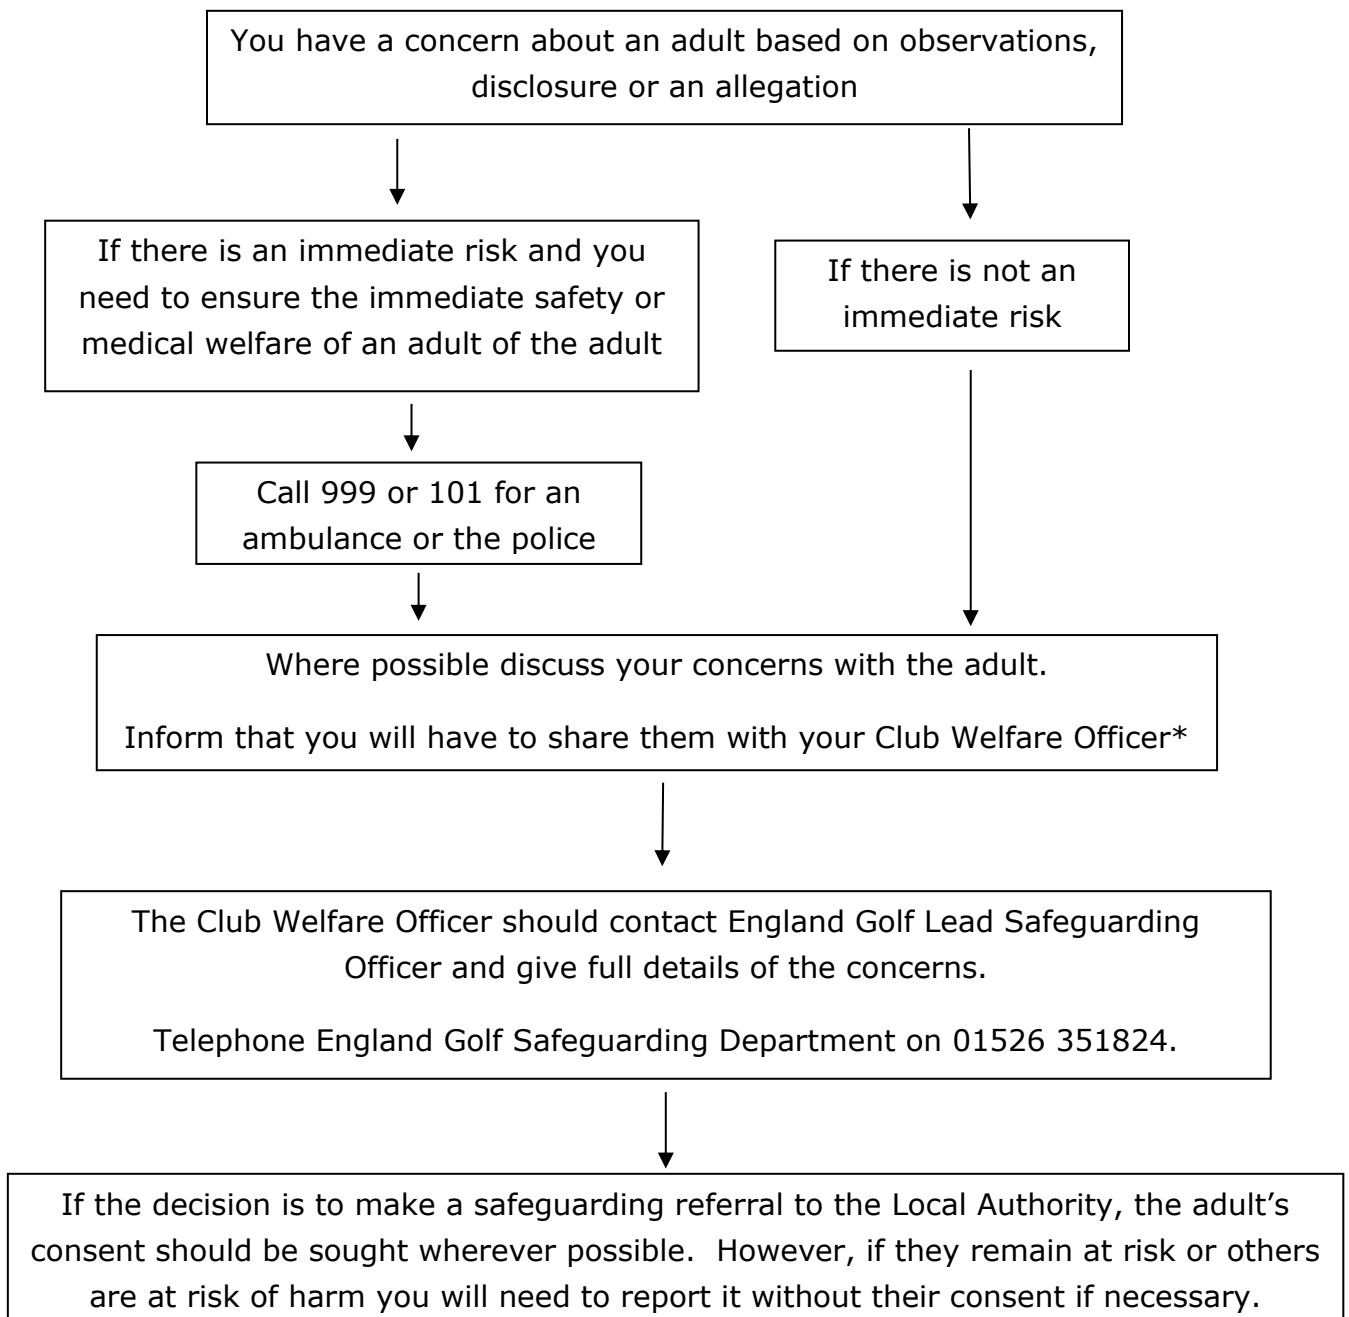 You have a concern about an adult based on observations,
disclosure or an allegation
If there is an immediate risk and you
need to ensure the immediate safety or
medical welfare of an adult of the adult
If there is not an
immediate risk
Call 999 or 101 for an
ambulance or the police
Where possible discuss your concerns with the adult.
Inform that you will have to share them with your Club Welfare Officer*
The Club Welfare Officer should contact England Golf Lead Safeguarding
Officer and give full details of the concerns.
Telephone England Golf Safeguarding Department on 01526 351824.
If the decision is to make a safeguarding referral to the Local Authority, the adult’s
consent should be sought wherever possible.  However, if they remain at risk or others
are at risk of harm you will need to report it without their consent if necessary.